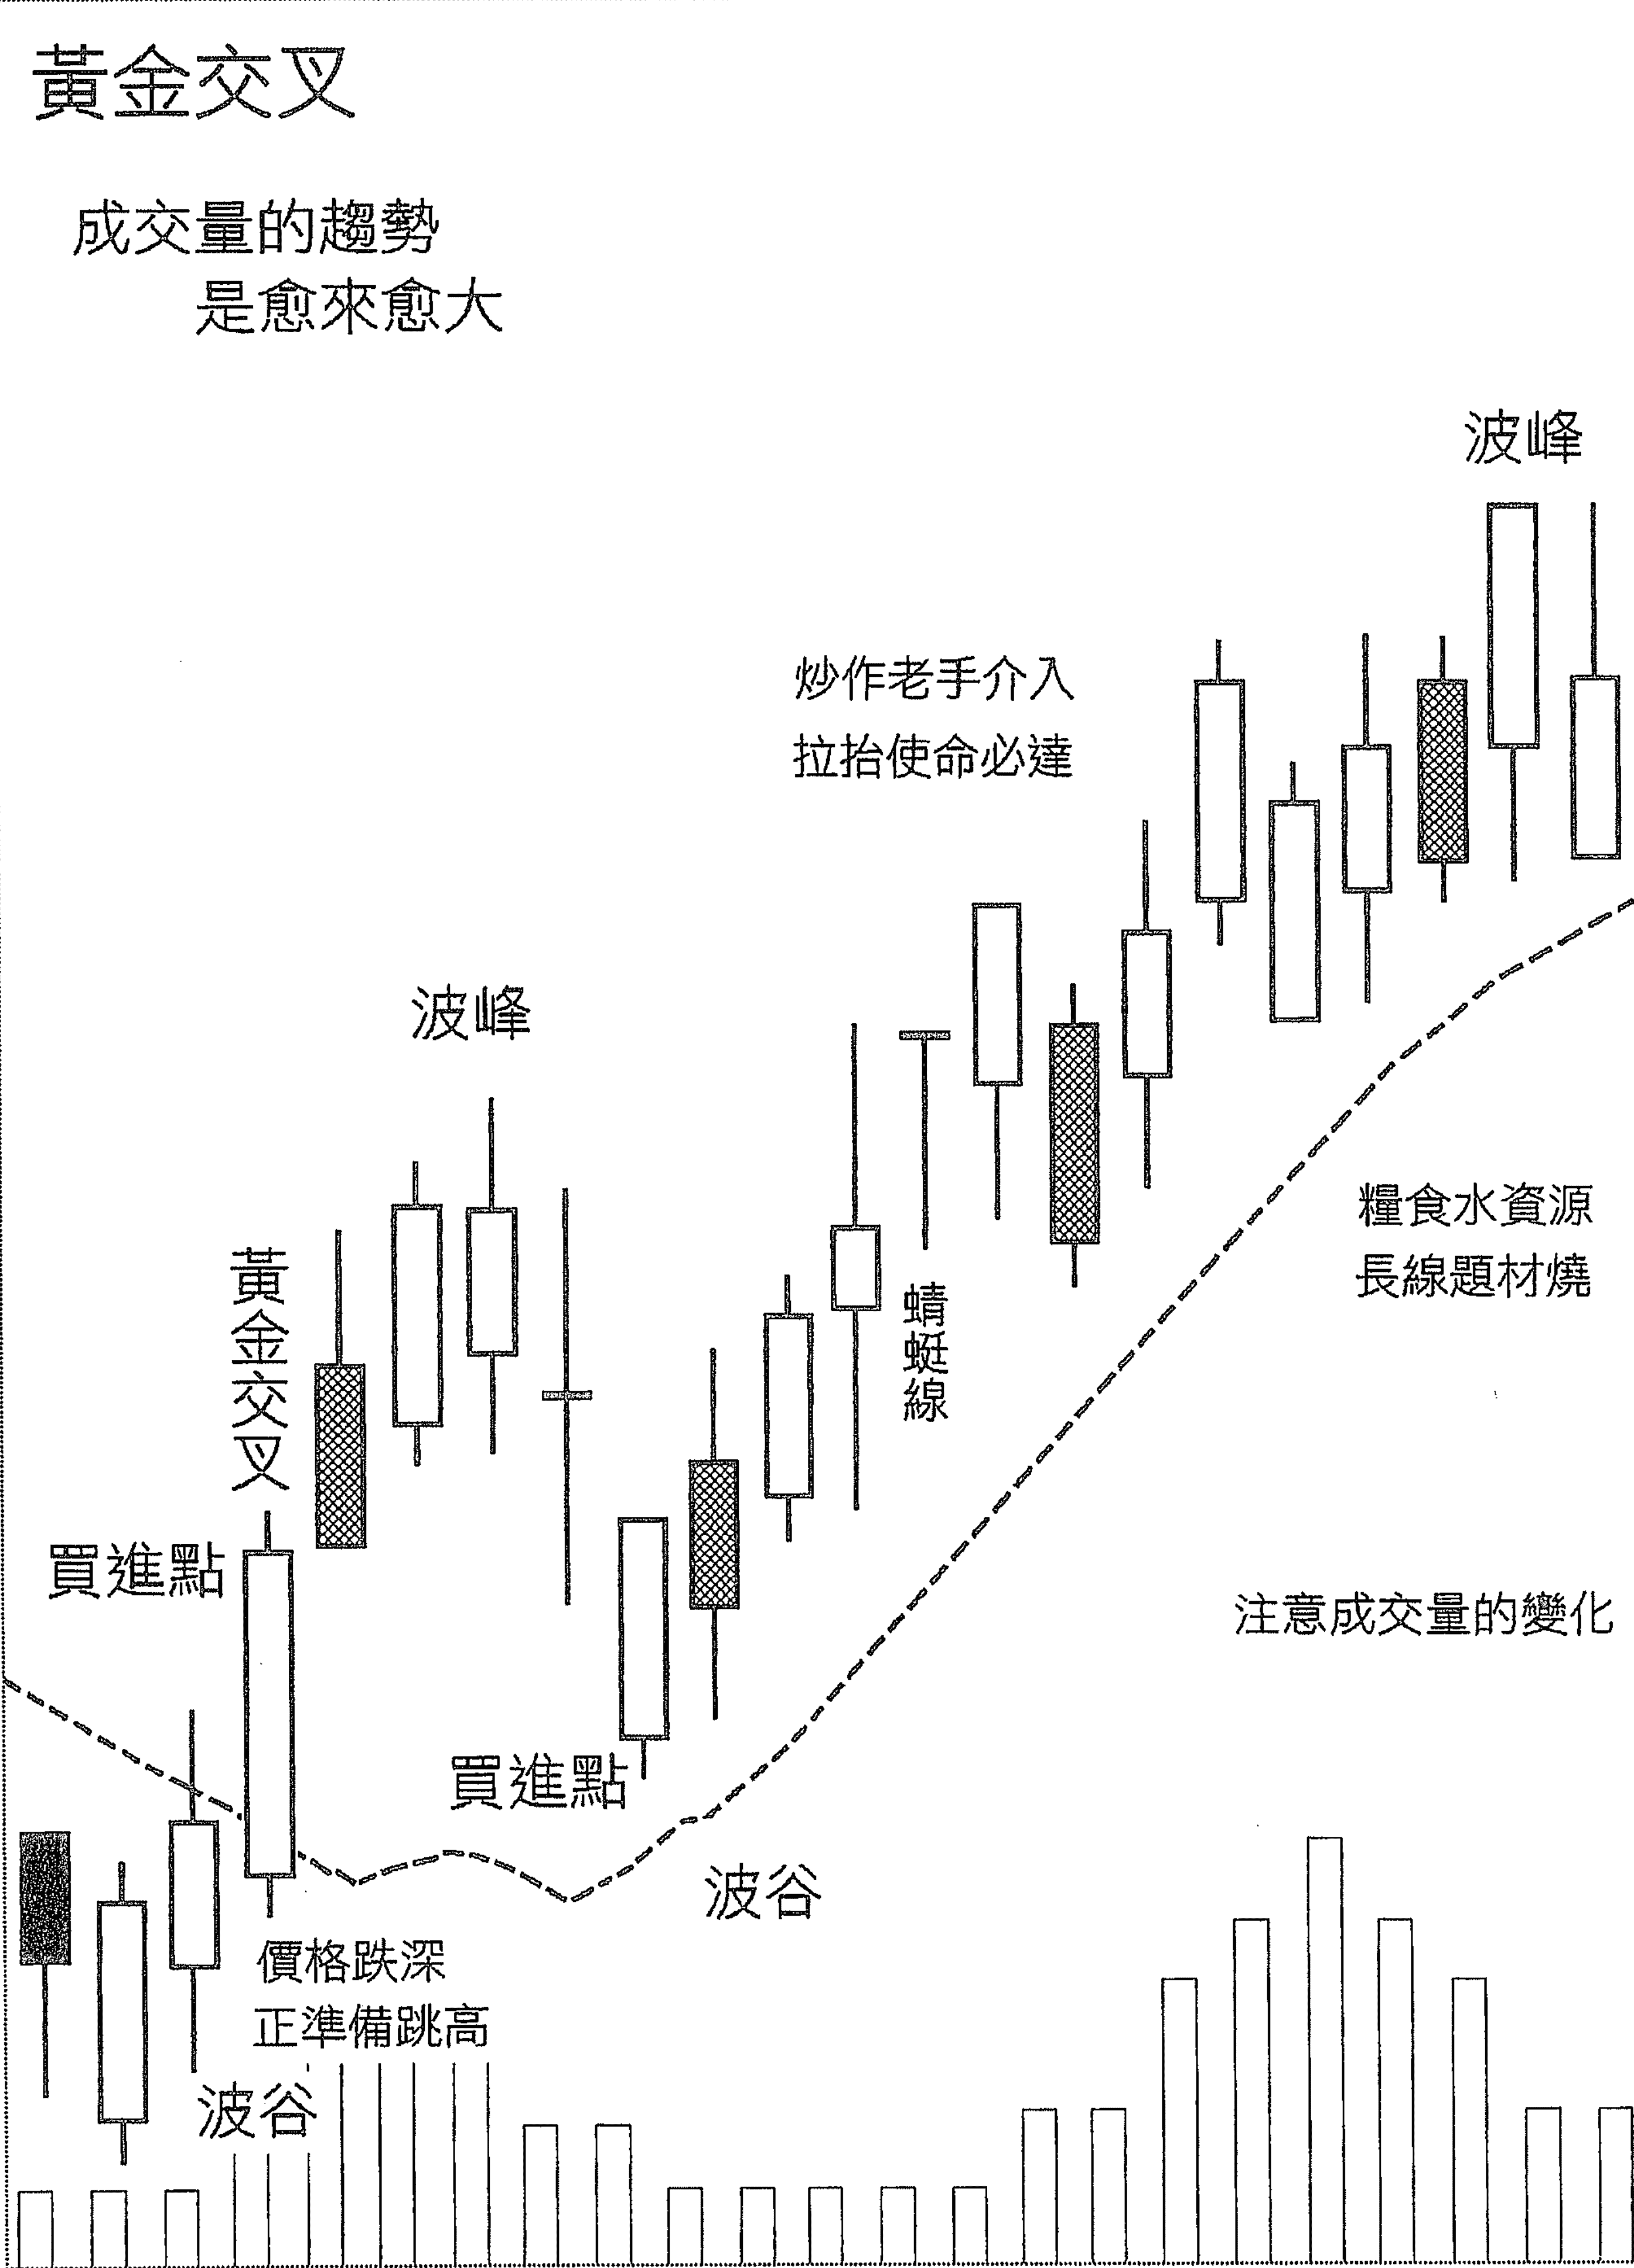 黃金交叉
成交量的趨勢
是愈來愈大
波峰
炒作老手介入
拉抬使命必達
波峰
糧食水資源
長線題材燒
黃金交叉
蜻蜓線
買進點
注意成交量的變化
買進點
波谷
價格跌深
正準備跳高
波谷